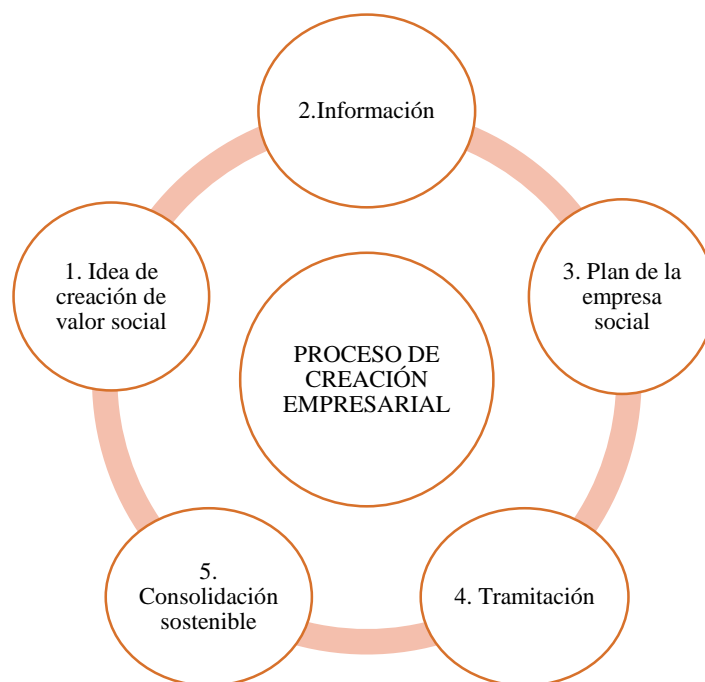 2.Información
1. Idea de
creación de
valor social
3. Plan de la
empresa
social
PROCESO DE
CREACIÓN
EMPRESARIAL
5.
Consolidación
sostenible
4. Tramitación